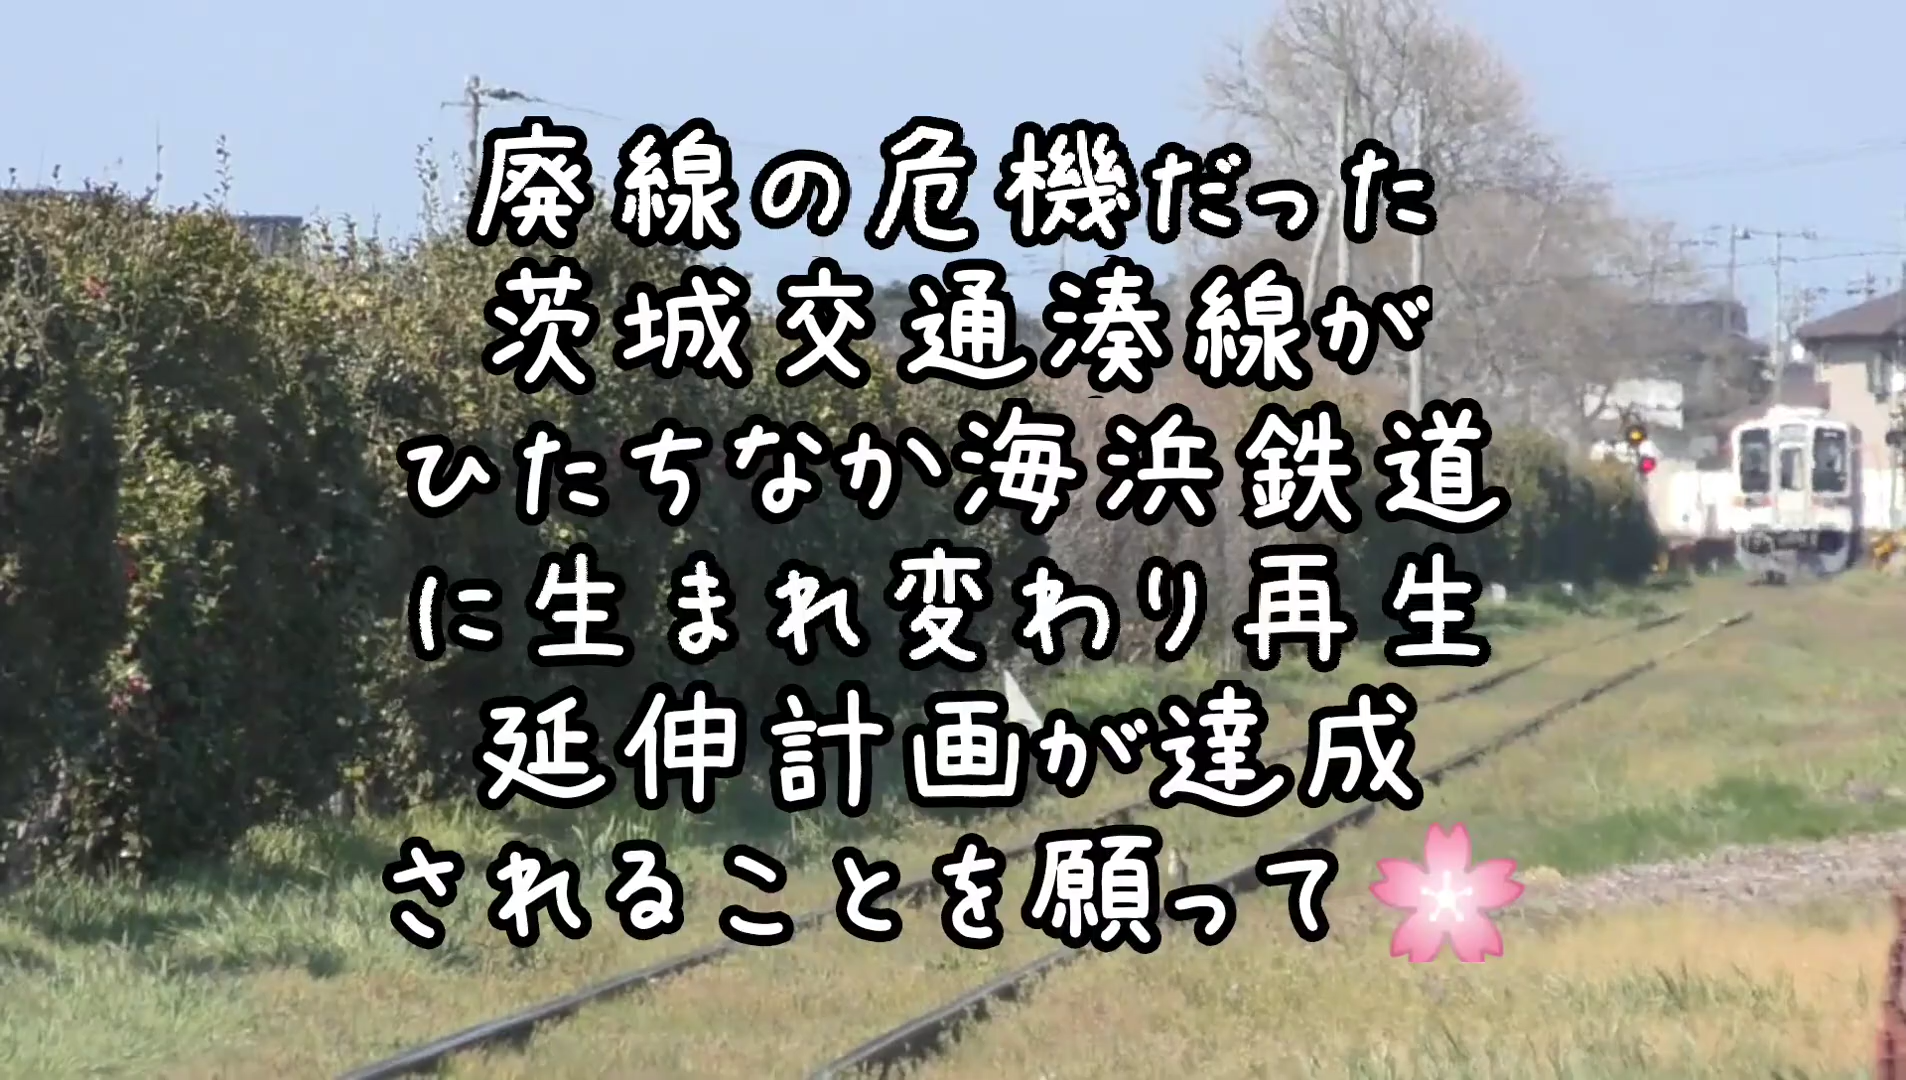 廃線の危機だった
茨城交通湊線が
ひたちなか海浜鉄道
に生まれ変わり再生
延伸計画が達成
されることを願って🌸